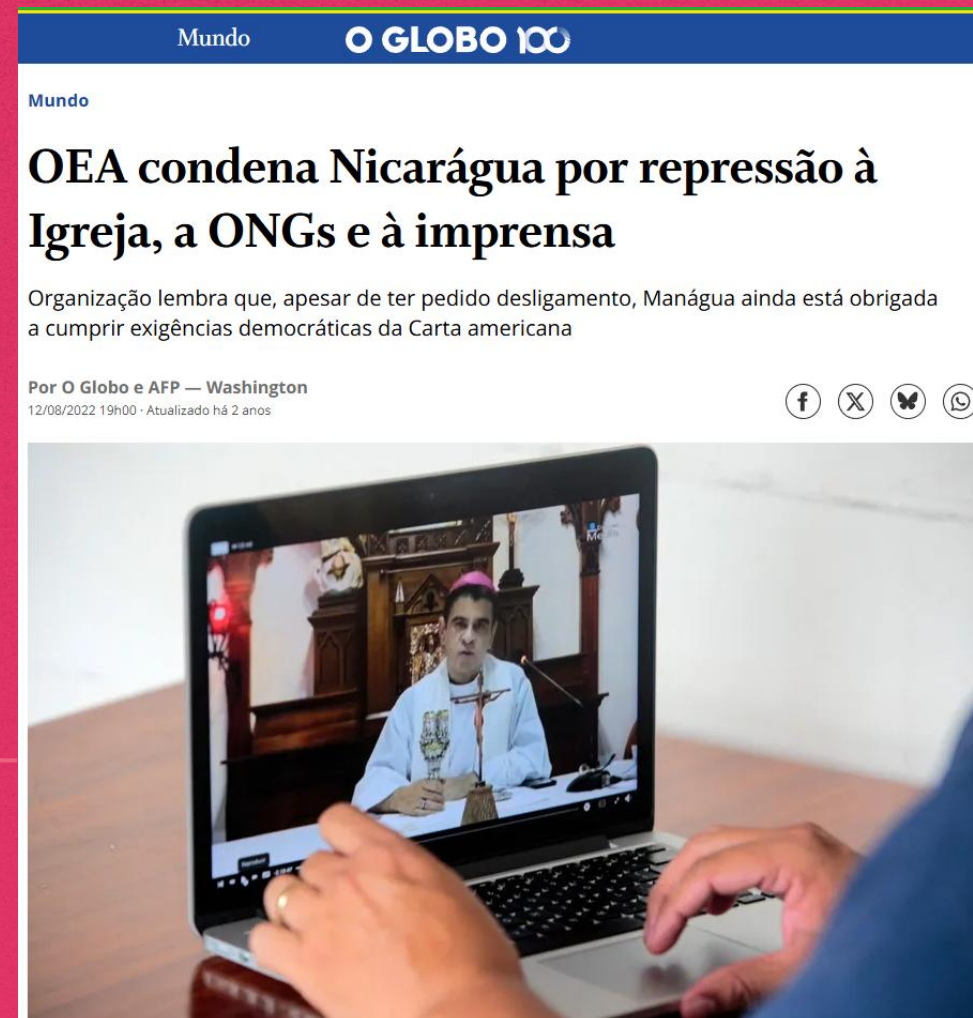 Mundo
O GLOBO 100
Mundo
OEA condena Nicarágua por repressão à
Igreja, a ONGs e à imprensa
Organização lembra que, apesar de ter pedido desligamento, Manágua ainda está obrigada
a cumprir exigências democráticas da Carta americana
Por O Globo e AFP — Washington
12/08/2022 19h00 · Atualizado há 2 anos